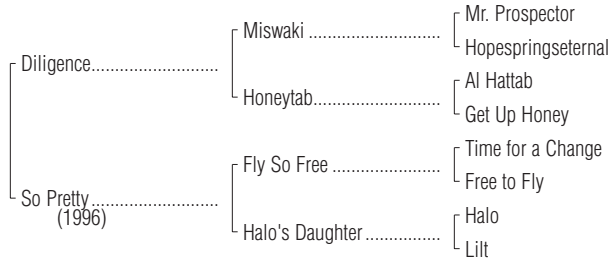 Mr. Prospector
Miswaki ........................................
Hopespringseternal
Diligence........................................
Al Hattab
Honeytab........................................
Get Up Honey
Time for a Change
Fly So Free ........................................
Free to Fly
So Pretty........................................
(1996)
Halo
Halo's Daughter ........................
Lilt